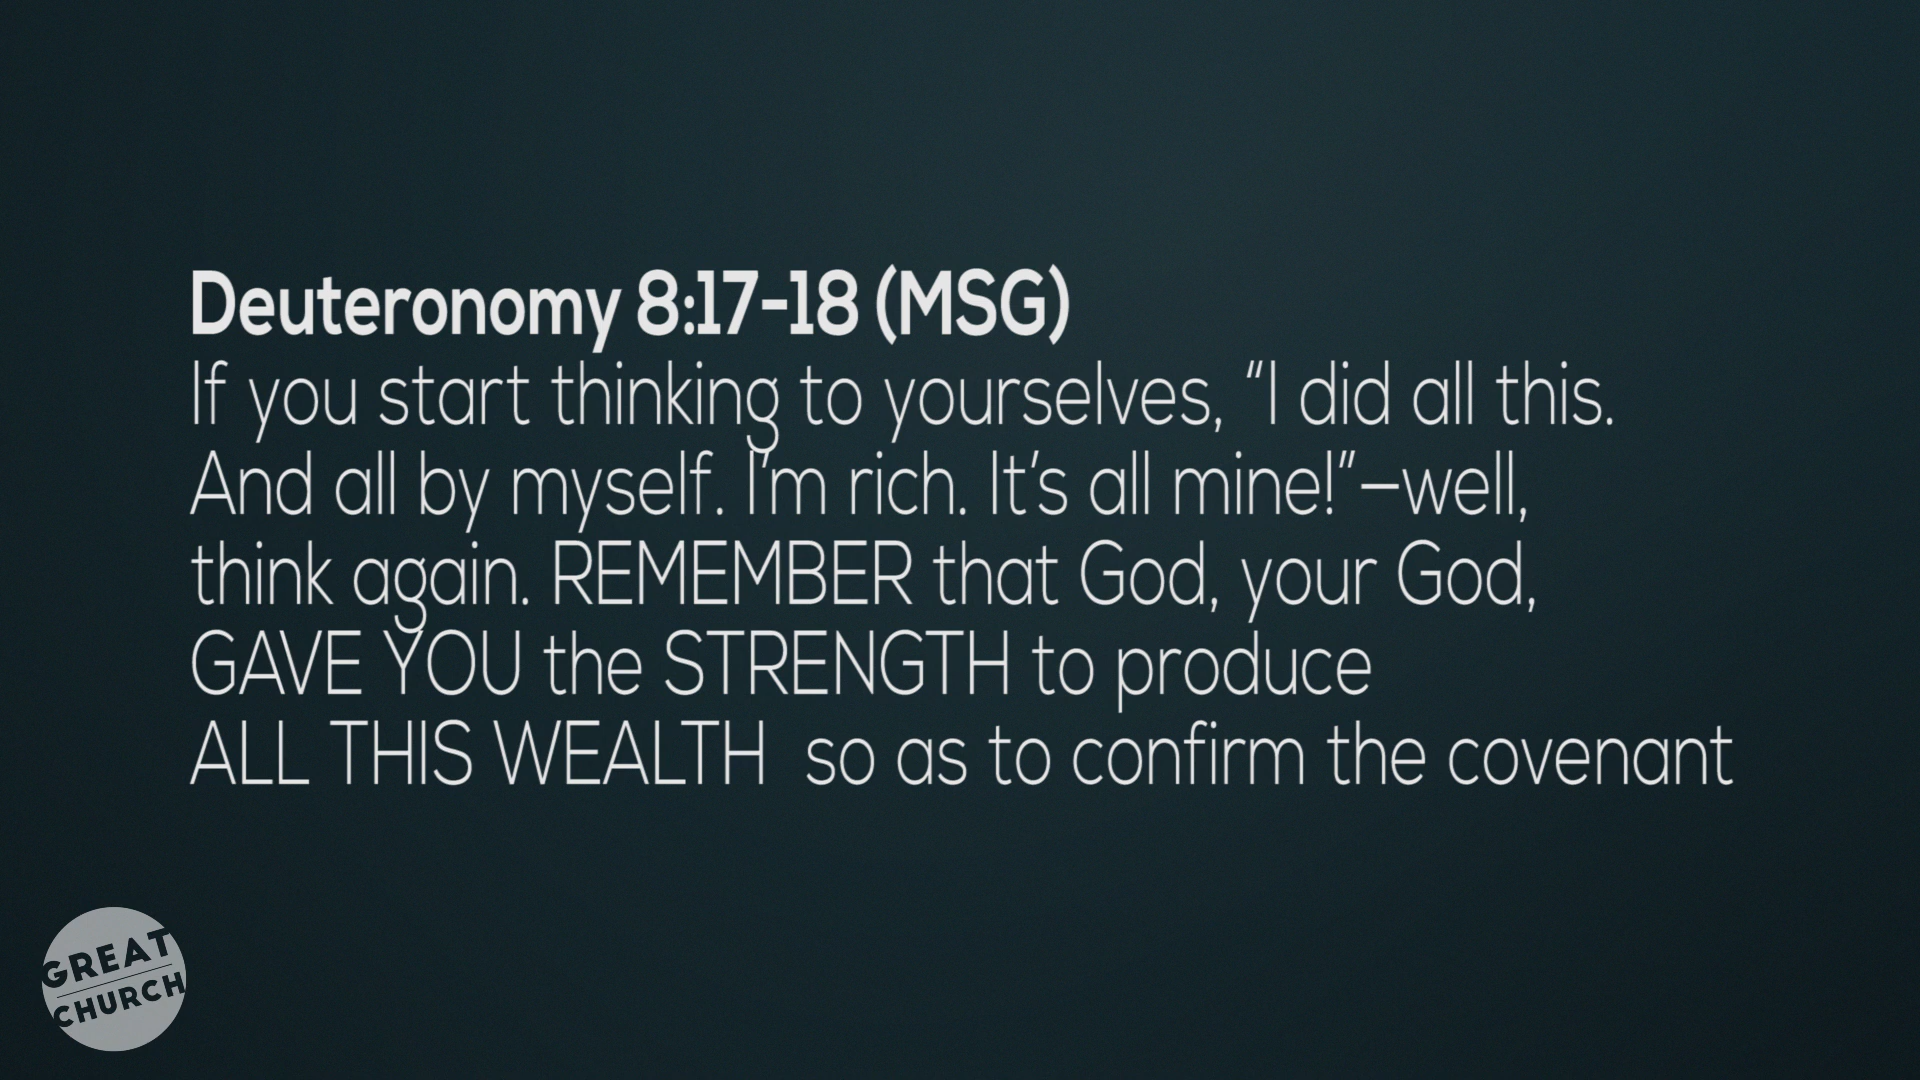 Deuteronomy 8:17-18 (MSG)
If you start thinking to yourselves, “I did all this.
And all by myself. I’m rich. It’s all mine!”—well,
think again. REMEMBER that God, your God,
GAVE YOU the STRENGTH to produce
ALL THIS WEALTH  so as to confirm the covenant
GREAT
CHURCH